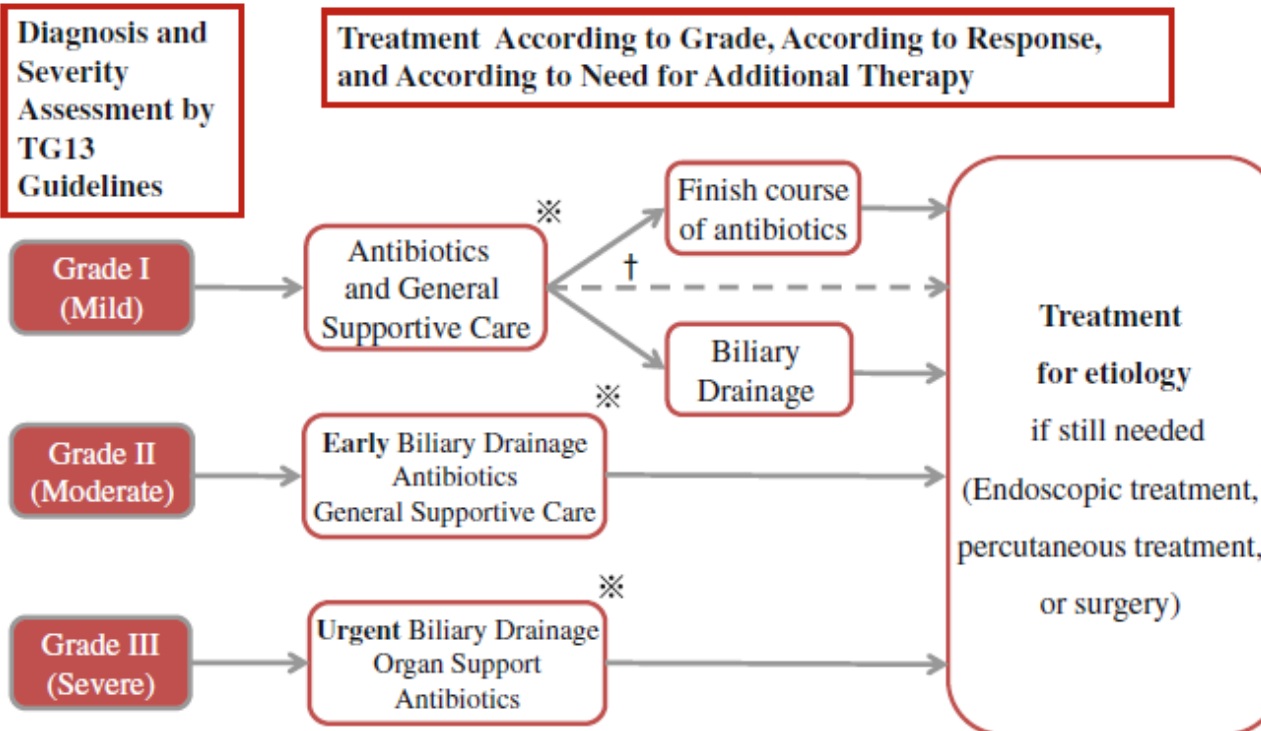 Diagnosis and
Severity
Assessment by
TG13
Guidelines
Treatment According to Grade, According to Response,
and According to Need for Additional Therapy
Grade I
(Mild)
※
Antibiotics
and General
Supportive Care
†
Finish course
of antibiotics
Biliary
Drainage
Grade II
(Moderate)
※
Early Biliary Drainage
Antibiotics
General Supportive Care
Grade III
(Severe)
※
Urgent Biliary Drainage
Organ Support
Antibiotics
Treatment
for etiology
if still needed
(Endoscopic treatment,
percutaneous treatment,
or surgery)